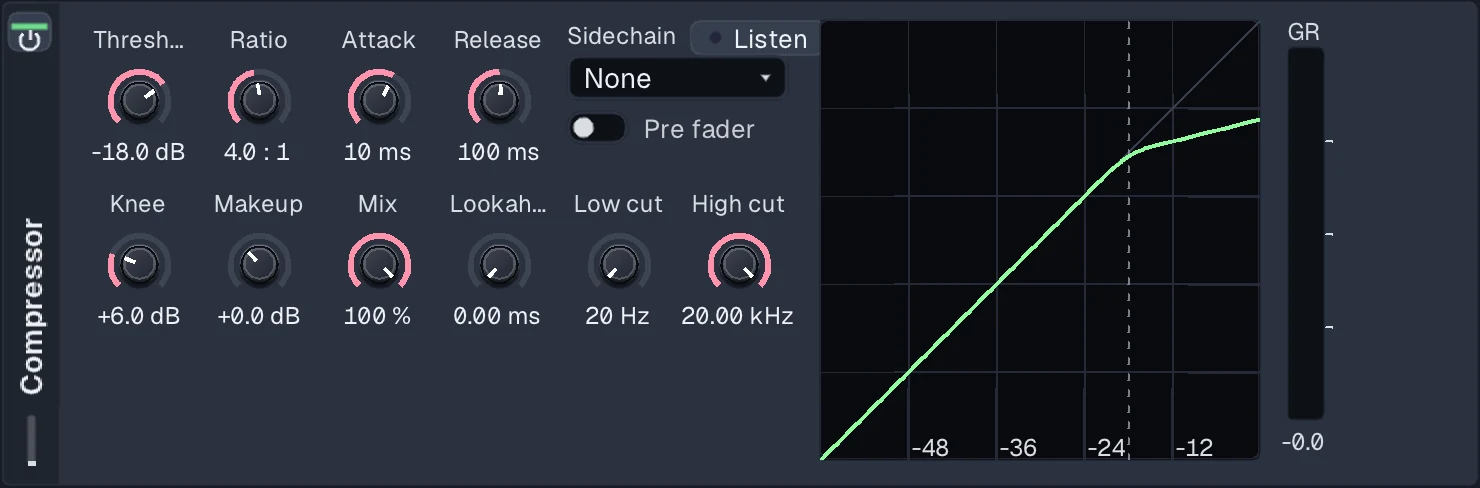 Compressor
Thresh... Ratio Attack Release
-18.0 dB 4.0 : 1 10 ms 100 ms
Sidechain Listen
None
Pre fader
Knee Makeup Mix Lookah... Low cut High cut
+6.0 dB +0.0 dB 100 % 0.00 ms 20 Hz 20.00 kHz
-48 -36 -24 -12
GR
-0.0